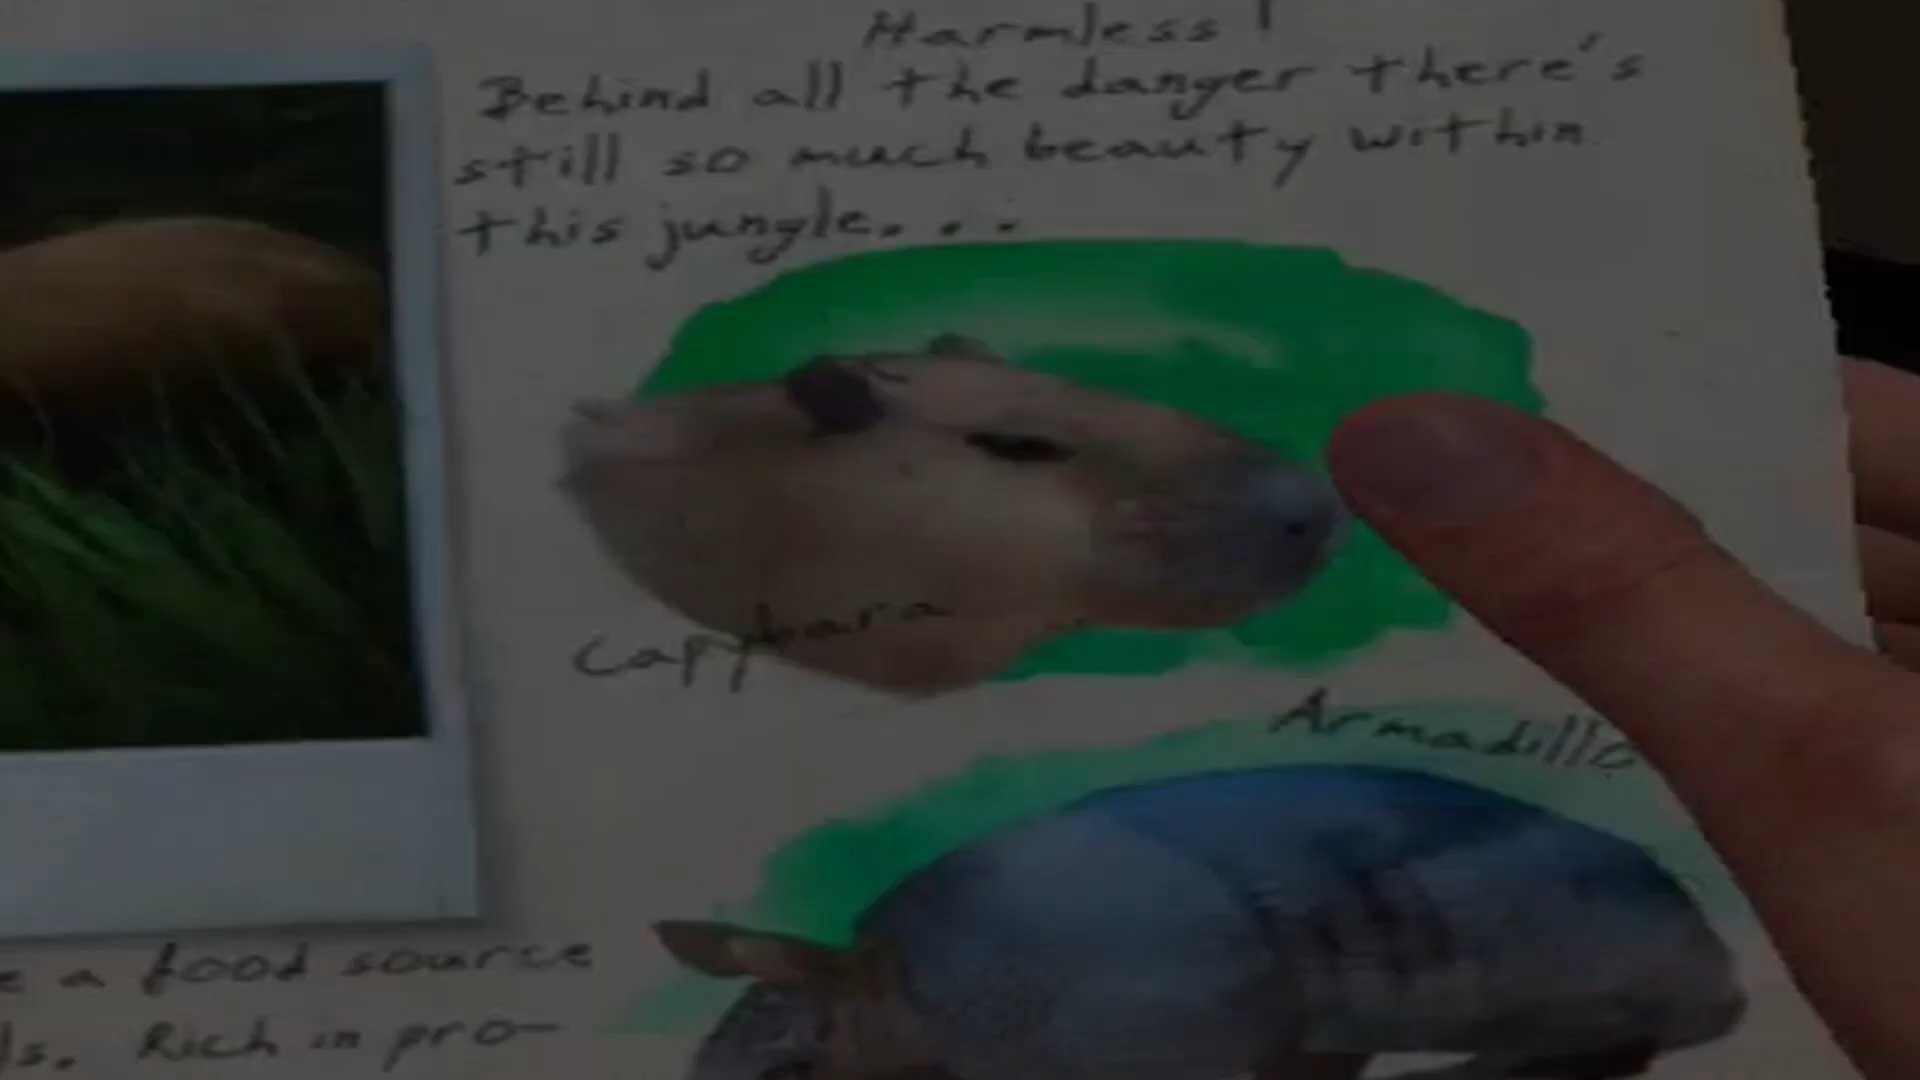 Harmless!
Behind all the danger there's
still so much beauty within
this jungle...
Capybara
Armadillo
a food source
Rich in pro-